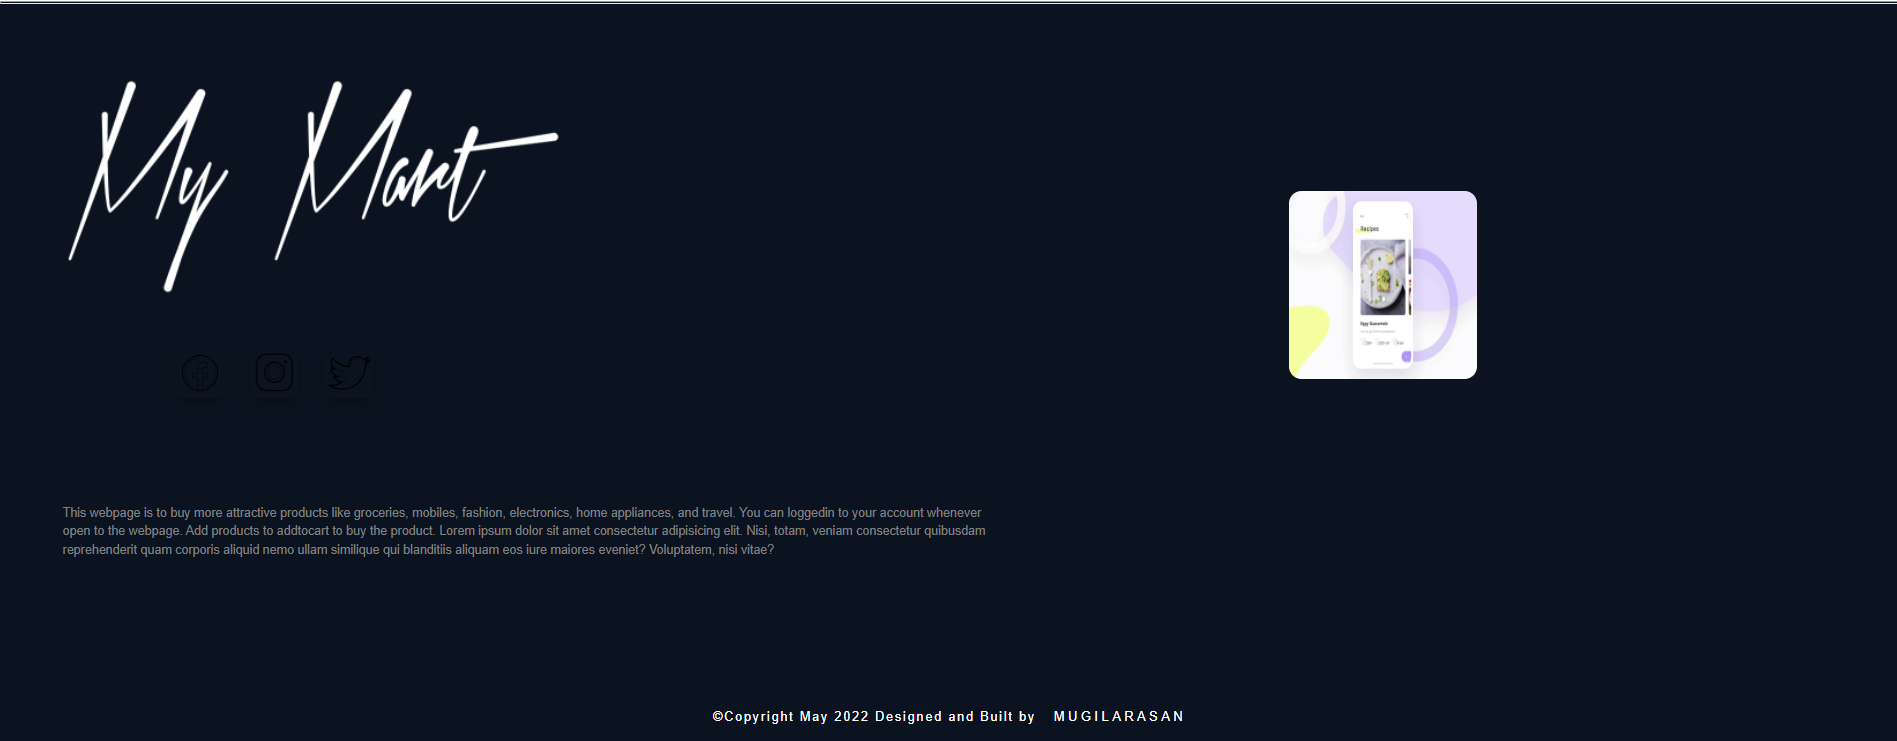 My Mart
Recipes
This webpage is to buy more attractive products like groceries, mobiles, fashion, electronics, home appliances, and travel. You can loggedin to your account whenever
open to the webpage. Add products to addtocart to buy the product. Lorem ipsum dolor sit amet consectetur adipisicing elit. Nisi, totam, veniam consectetur quibusdam
reprehenderit quam corporis aliquid nemo ullam similique qui blanditiis aliquam eos iure maiores eveniet? Voluptatem, nisi vitae?
©Copyright May 2022 Designed and Built by MUGILARASAN